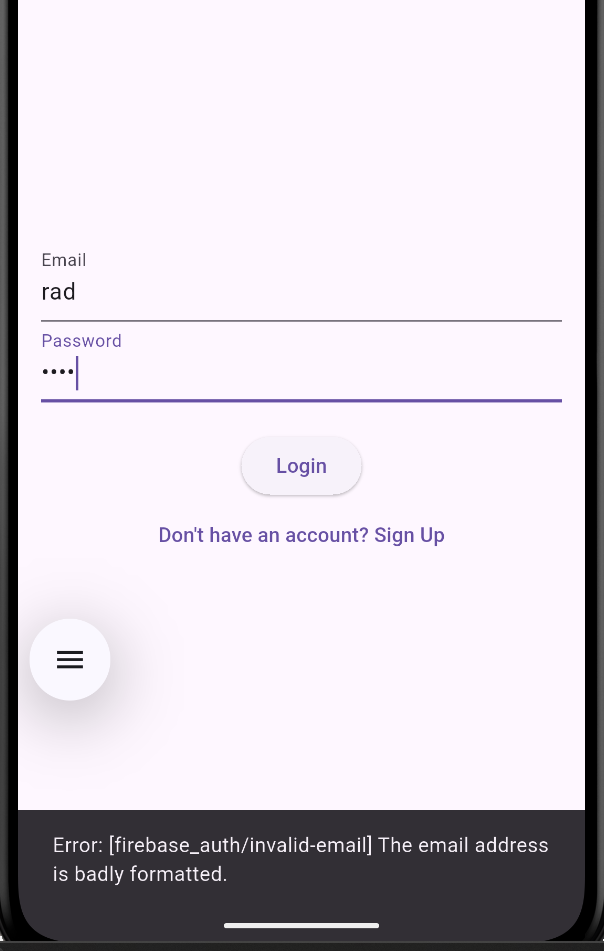 Email
rad
Password
••••
Login
Don't have an account? Sign Up
Error: [firebase_auth/invalid-email] The email address
is badly formatted.